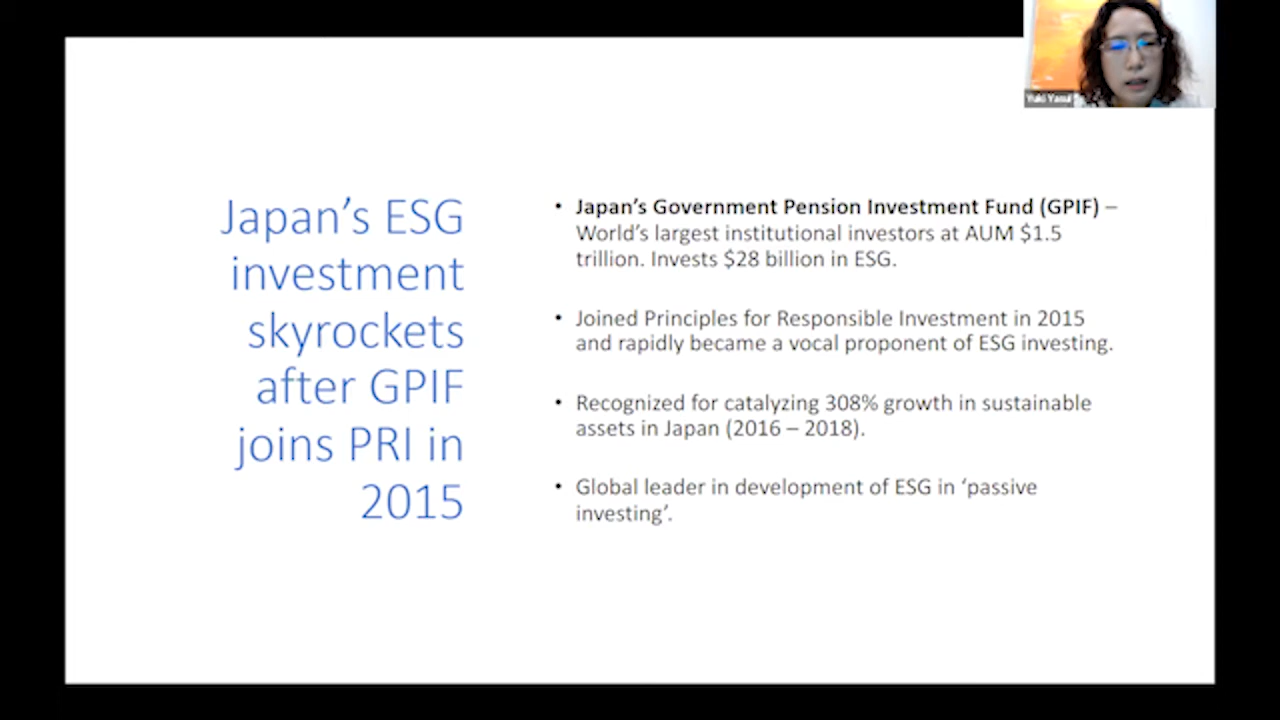 Yuki Yasui
Japan’s ESG
investment
skyrockets
after GPIF
joins PRI in
2015
• Japan’s Government Pension Investment Fund (GPIF) –
World’s largest institutional investors at AUM $1.5
trillion. Invests $28 billion in ESG.
• Joined Principles for Responsible Investment in 2015
and rapidly became a vocal proponent of ESG investing.
• Recognized for catalyzing 308% growth in sustainable
assets in Japan (2016 – 2018).
• Global leader in development of ESG in ‘passive
investing’.